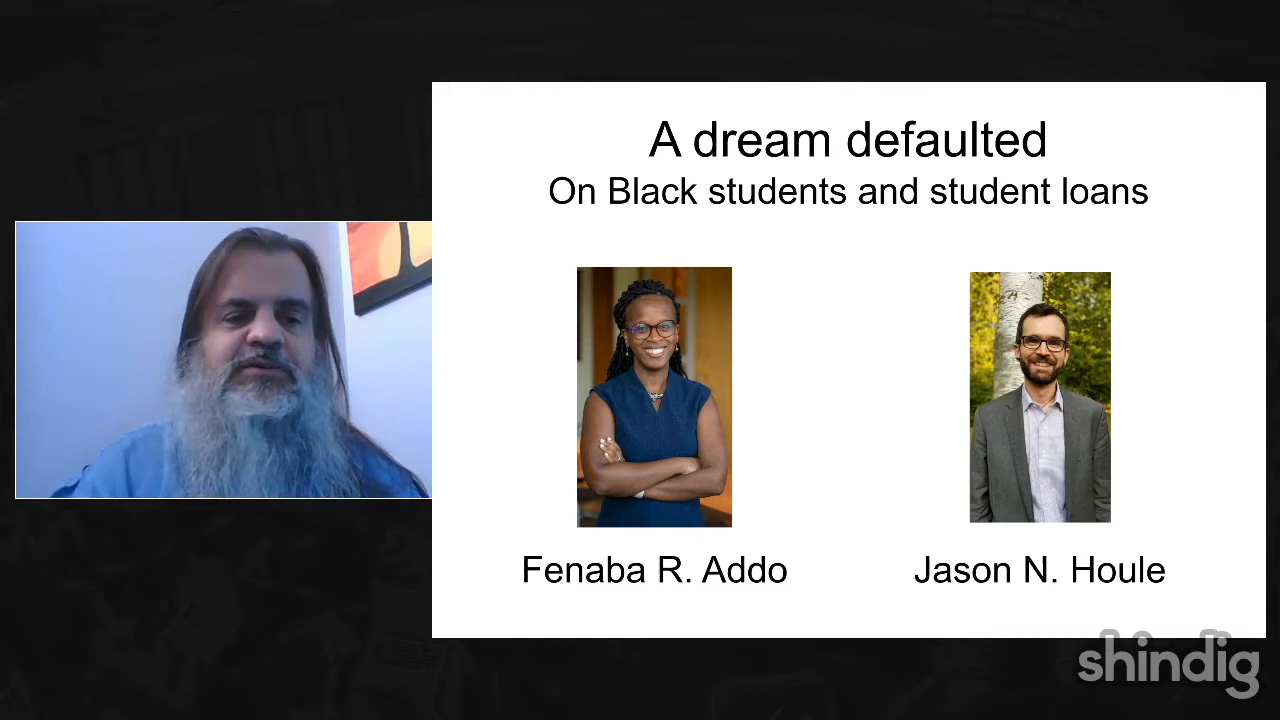 A dream defaulted
On Black students and student loans
Fenaba R. Addo
Jason N. Houle
shindig